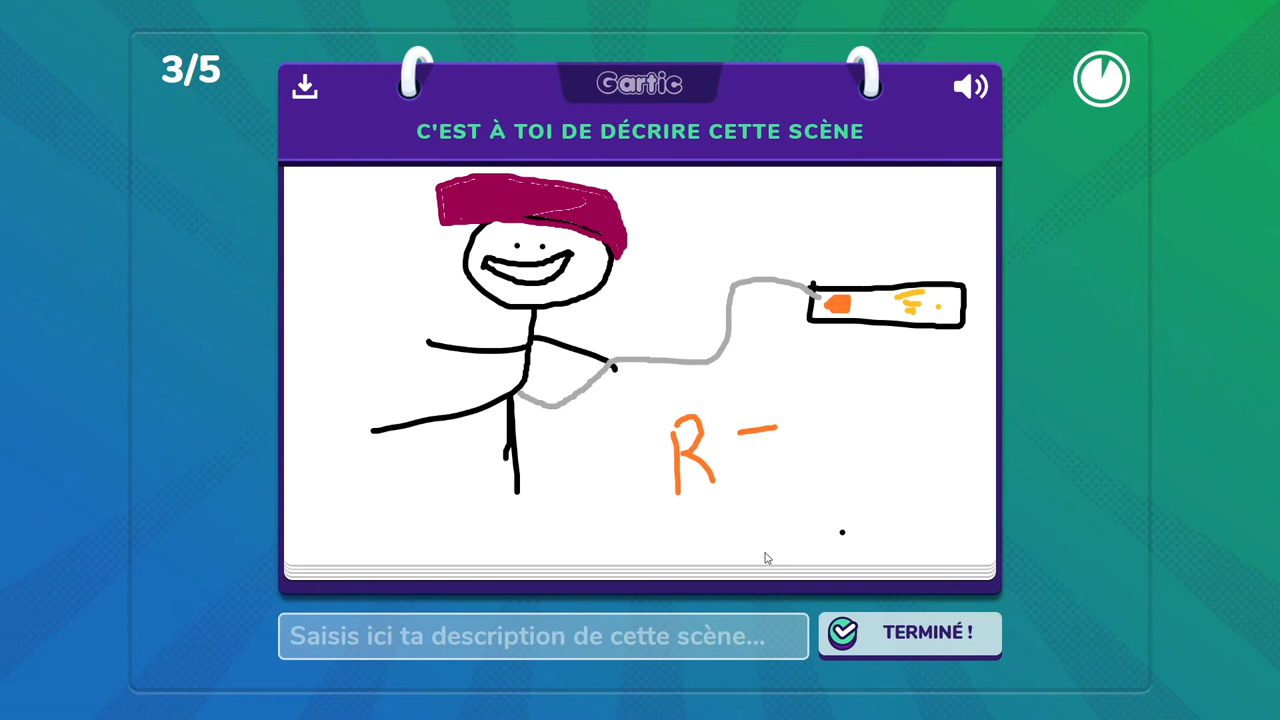 3/5
Gartic
C'EST À TOI DE DÉCRIRE CETTE SCÈNE
R -
Saisis ici ta description de cette scène...
TERMINÉ !